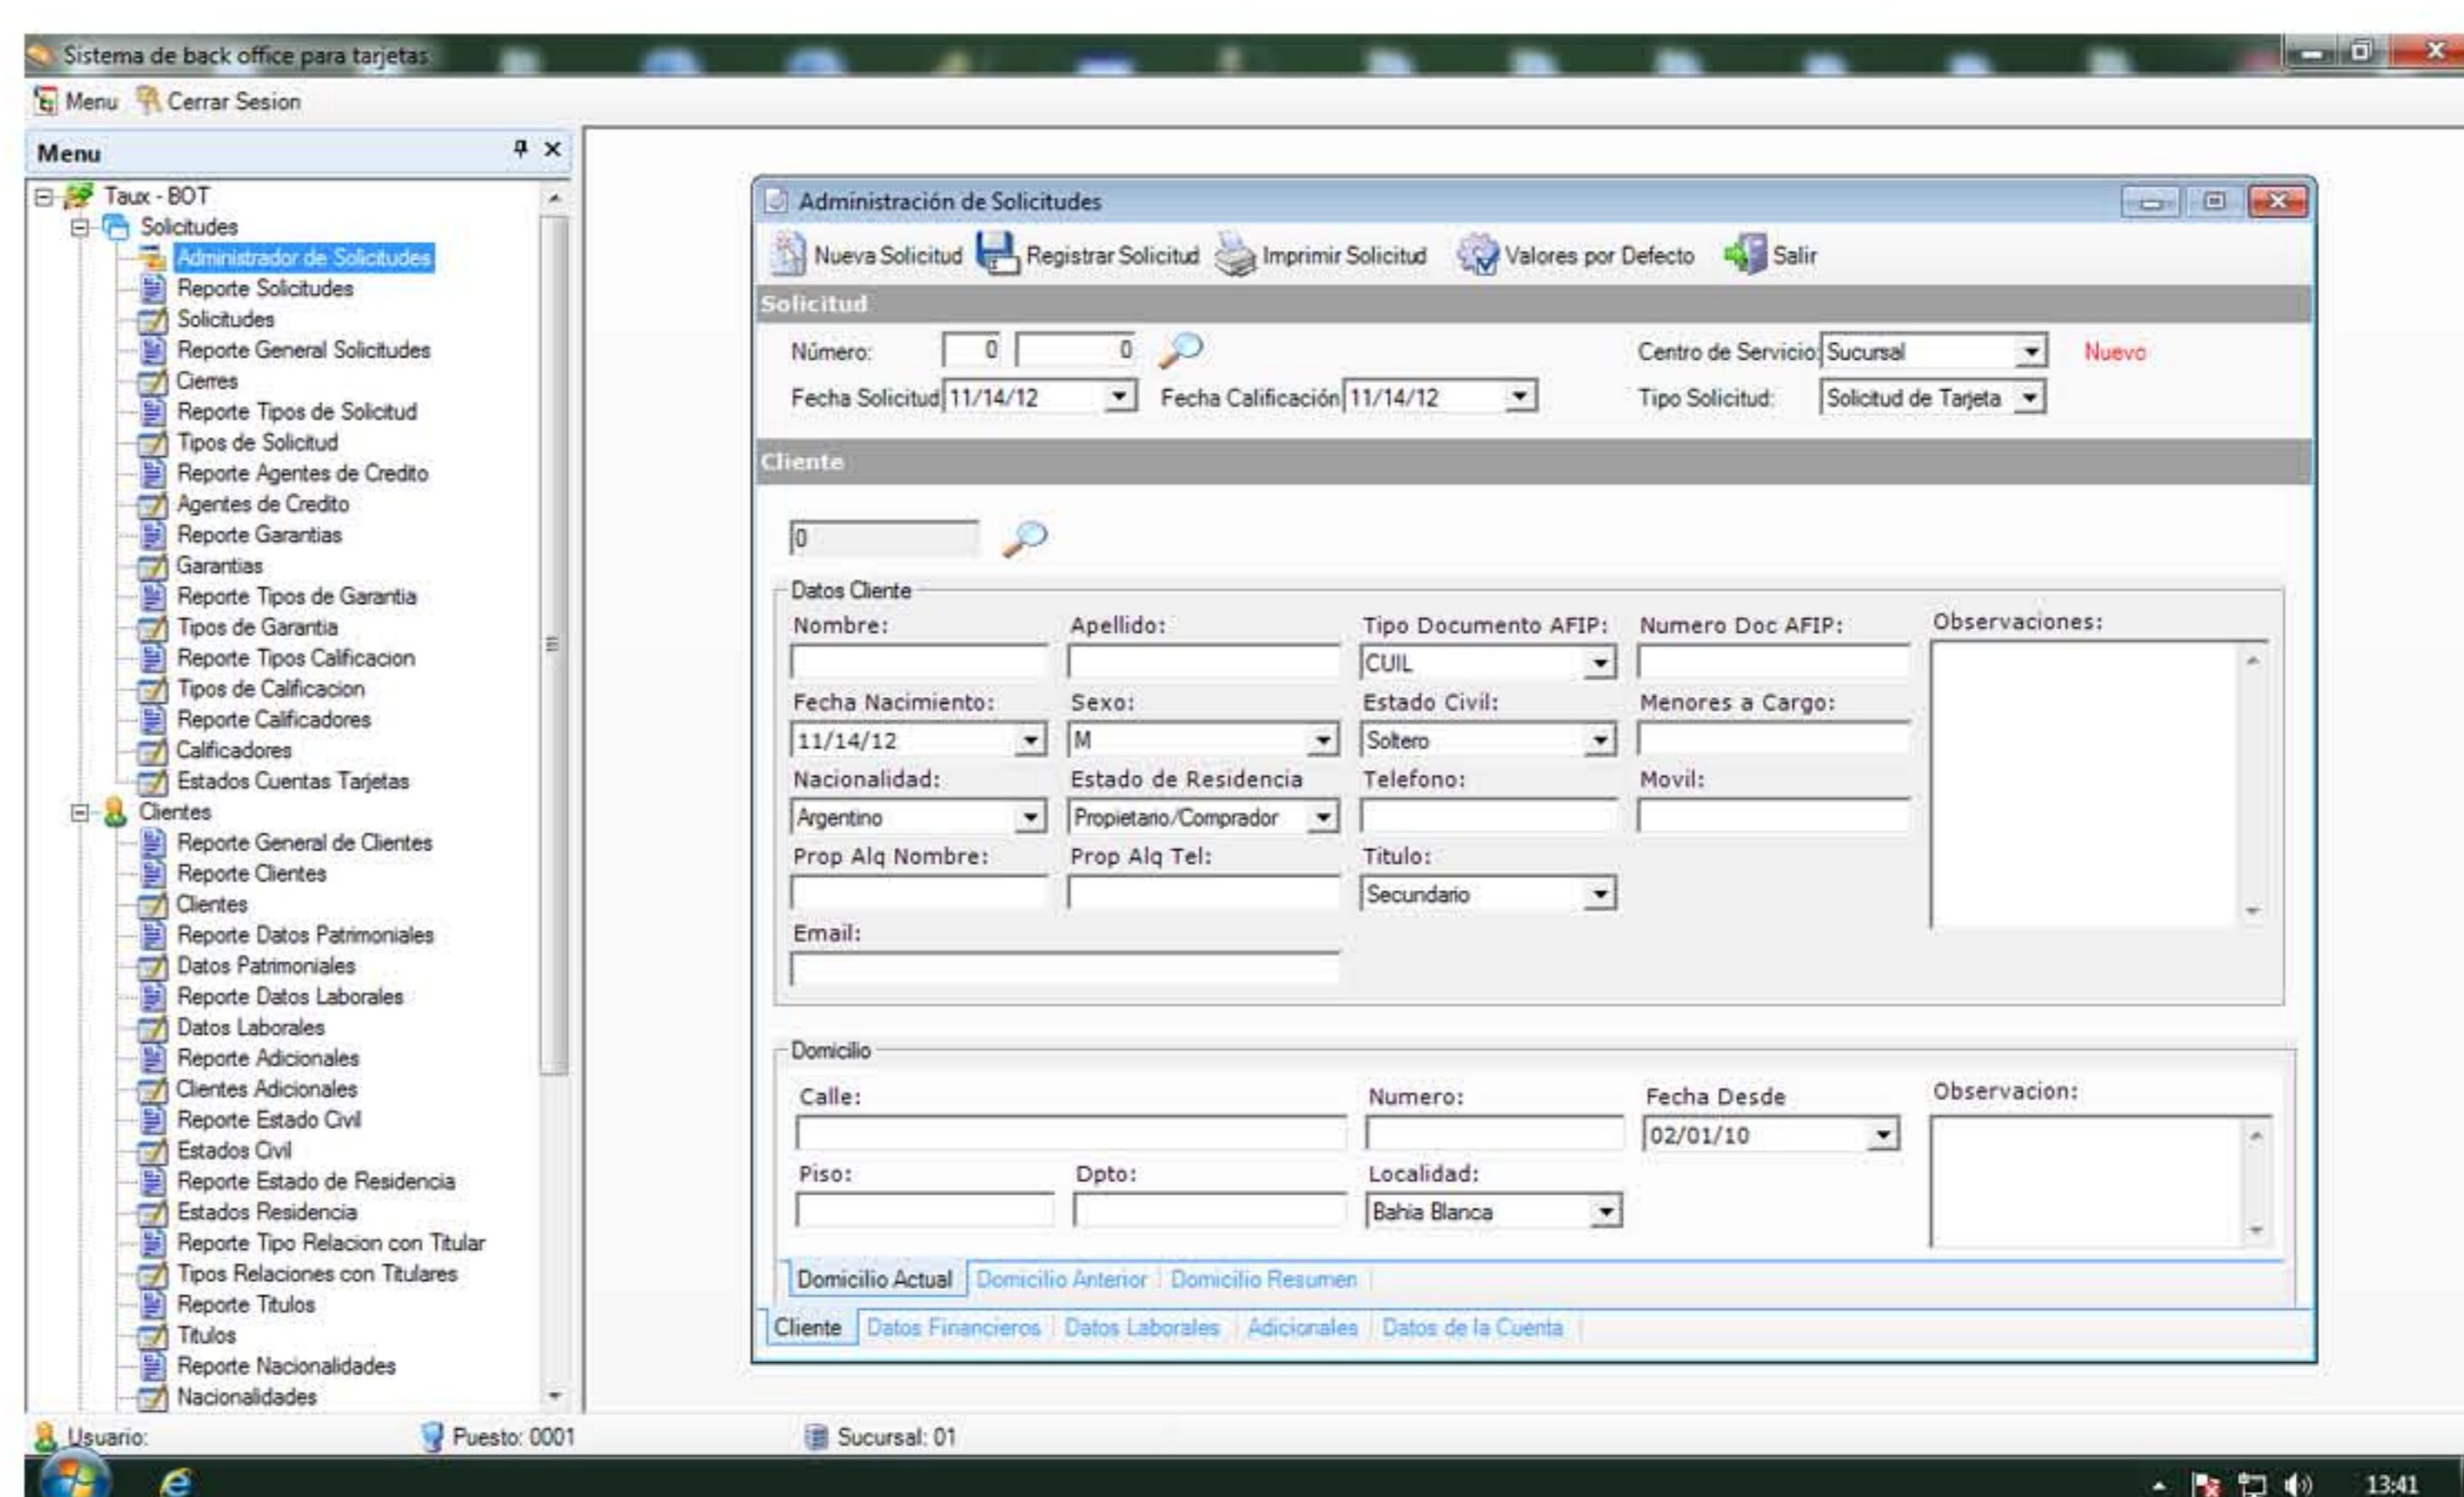 Sistema de back office para tarjetas
Menu Cerrar Sesion
Menu
Taux - BOT
Solicitudes
Administrador de Solicitudes
Reporte Solicitudes
Solicitudes
Reporte General Solicitudes
Cierres
Reporte Tipos de Solicitud
Tipos de Solicitud
Reporte Agentes de Credito
Agentes de Credito
Reporte Garantias
Garantias
Reporte Tipos de Garantia
Tipos de Garantia
Reporte Tipos Calificacion
Tipos de Calificacion
Reporte Calificadores
Calificadores
Estados Cuentas Tarjetas
Clientes
Reporte General de Clientes
Reporte Clientes
Clientes
Reporte Datos Patrimoniales
Datos Patrimoniales
Reporte Datos Laborales
Datos Laborales
Reporte Adicionales
Clientes Adicionales
Reporte Estado Civil
Estados Civil
Reporte Estado de Residencia
Estados Residencia
Reporte Tipo Relacion con Titular
Tipos Relaciones con Titulares
Reporte Titulos
Titulos
Reporte Nacionalidades
Nacionalidades
Administración de Solicitudes
Nueva Solicitud Registrar Solicitud Imprimir Solicitud Valores por Defecto Salir
Solicitud
Número: 0 0 Centro de Servicio: Sucursal Nuevo
Fecha Solicitud 11/14/12 Fecha Calificación 11/14/12 Tipo Solicitud: Solicitud de Tarjeta
Cliente
0
Datos Cliente
Nombre: Apellido: Tipo Documento AFIP: Numero Doc AFIP: Observaciones:
CUIL
Fecha Nacimiento: Sexo: Estado Civil: Menores a Cargo:
11/14/12 M Soltero
Nacionalidad: Estado de Residencia Telefono: Movil:
Argentino Propietario/Comprador
Prop Alq Nombre: Prop Alq Tel: Titulo:
Secundario
Email:
Domicilio
Calle: Numero: Fecha Desde Observacion:
02/01/10
Piso: Dpto: Localidad:
Bahia Blanca
Domicilio Actual Domicilio Anterior Domicilio Resumen
Cliente Datos Financieros Datos Laborales Adicionales Datos de la Cuenta
Usuario: Puesto: 0001 Sucursal: 01
13:41